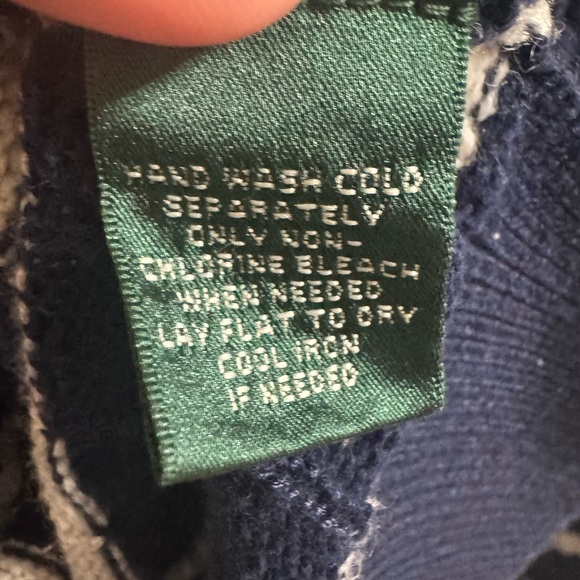 HAND WASH COLD
SEPARATELY
ONLY NON-
CHLORINE BLEACH
WHEN NEEDED
LAY FLAT TO DRY
COOL IRON
IF NEEDED